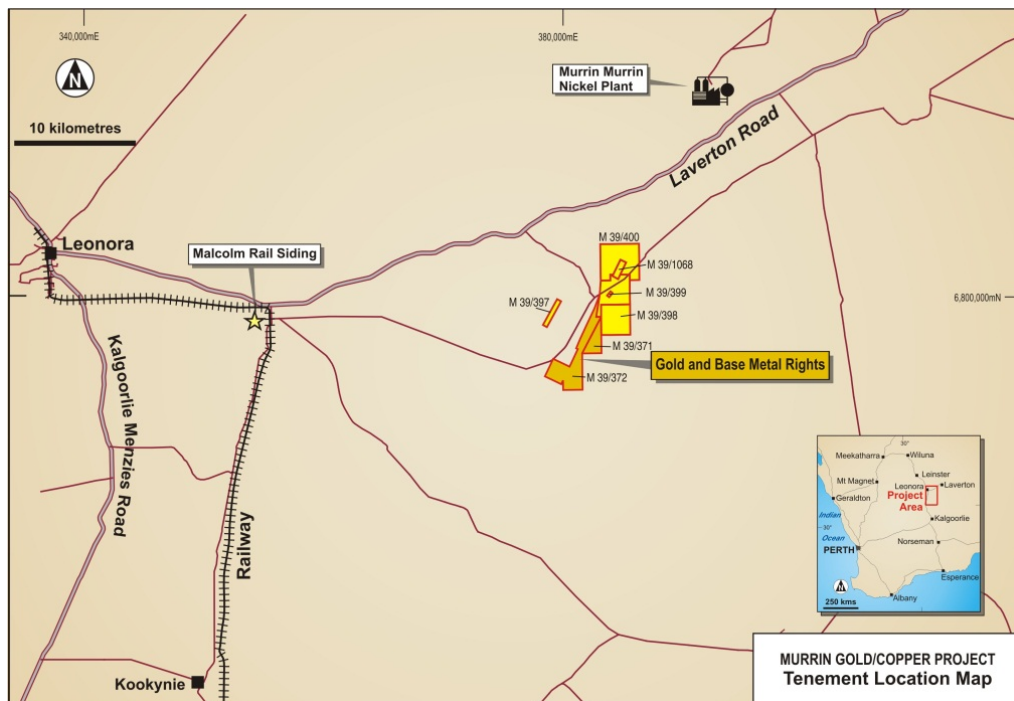 340,000mE
380,000mE
N
10 kilometres
Murrin Murrin
Nickel Plant
Laverton Road
Leonora
Malcolm Rail Siding
M 39/400
M 39/1068
M 39/399
M 39/397
M 39/398
6,800,000mN
M 39/371
Gold and Base Metal Rights
M 39/372
Kalgoorlie Menzies Road
Railway
Kookynie
30°
Meekatharra
Wiluna
Leinster
Mt Magnet
Leonora
Laverton
Project
Area
Geraldton
Indian
Ocean
30°
Kalgoorlie
PERTH
Norseman
Esperance
N
Albany
250 kms
MURRIN GOLD/COPPER PROJECT
Tenement Location Map